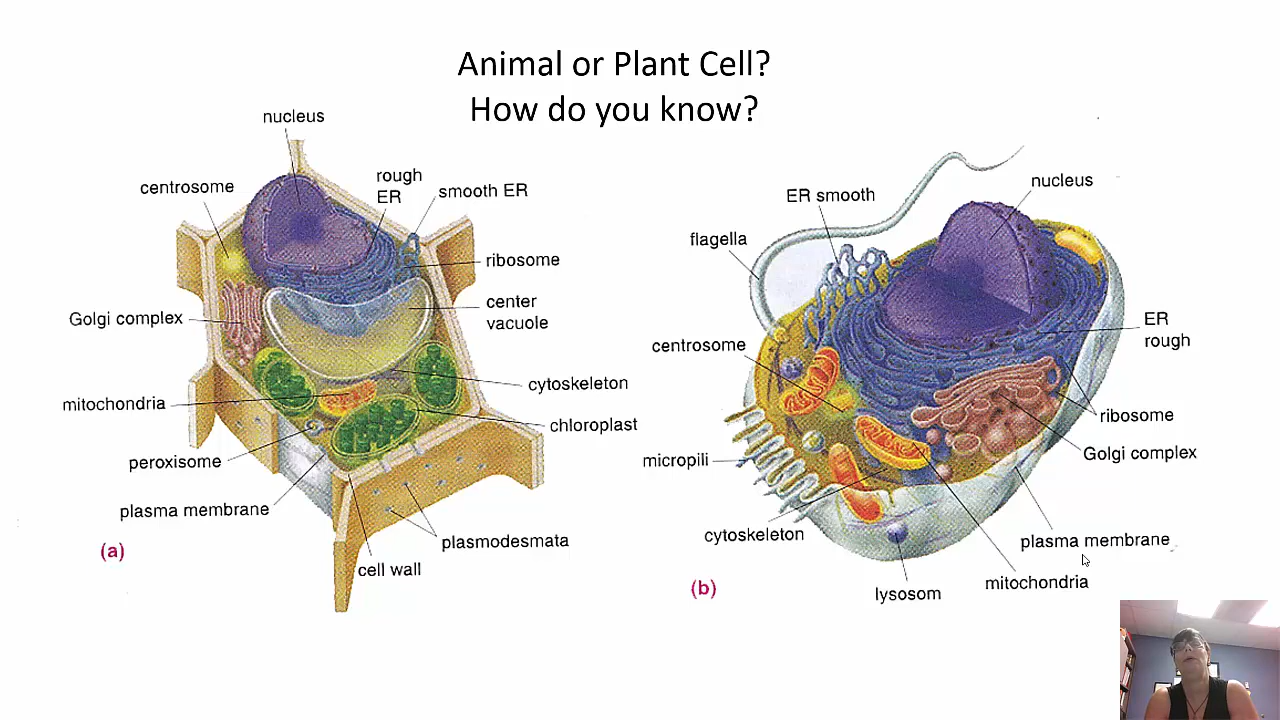 Animal or Plant Cell?
How do you know?
nucleus
centrosome
rough
ER
smooth ER
ribosome
center
vacuole
Golgi complex
cytoskeleton
mitochondria
chloroplast
peroxisome
plasma membrane
plasmodesmata
(a)
cell wall
nucleus
ER smooth
flagella
ER
rough
centrosome
ribosome
Golgi complex
micropili
cytoskeleton
plasma membrane
mitochondria
(b)
lysosom